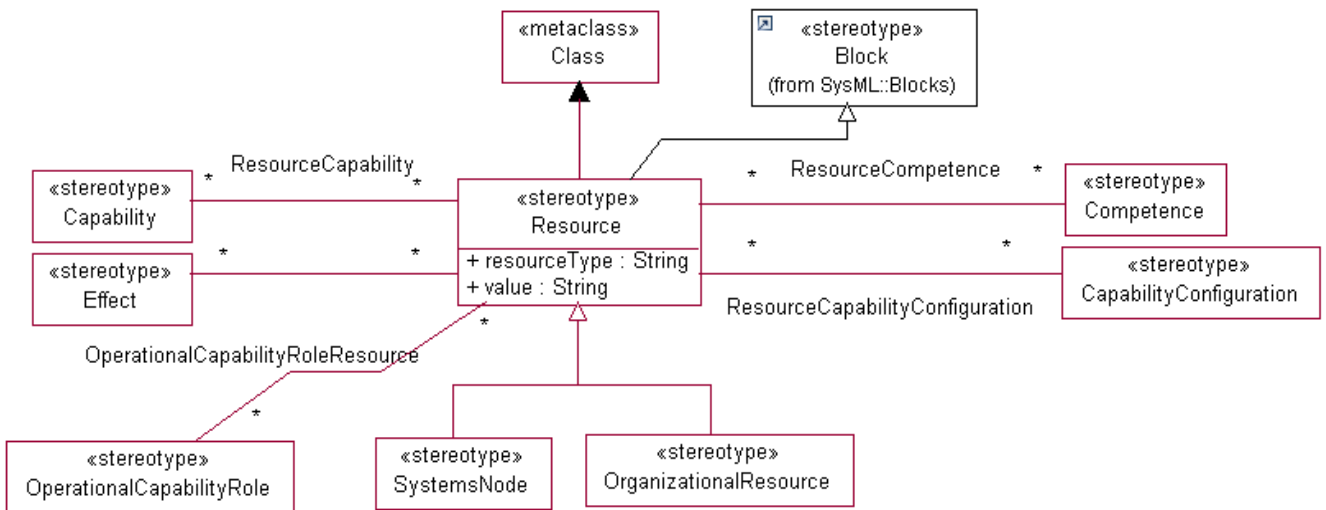 «metaclass»
Class
«stereotype»
Block
(from SysML::Blocks)
ResourceCapability
*
*
«stereotype»
Capability
«stereotype»
Resource
+ resourceType : String
+ value : String
*
ResourceCompetence
*
«stereotype»
Competence
*
*
«stereotype»
Effect
*
*
«stereotype»
CapabilityConfiguration
ResourceCapabilityConfiguration
*
OperationalCapabilityRoleResource
*
«stereotype»
OperationalCapabilityRole
«stereotype»
SystemsNode
«stereotype»
OrganizationalResource